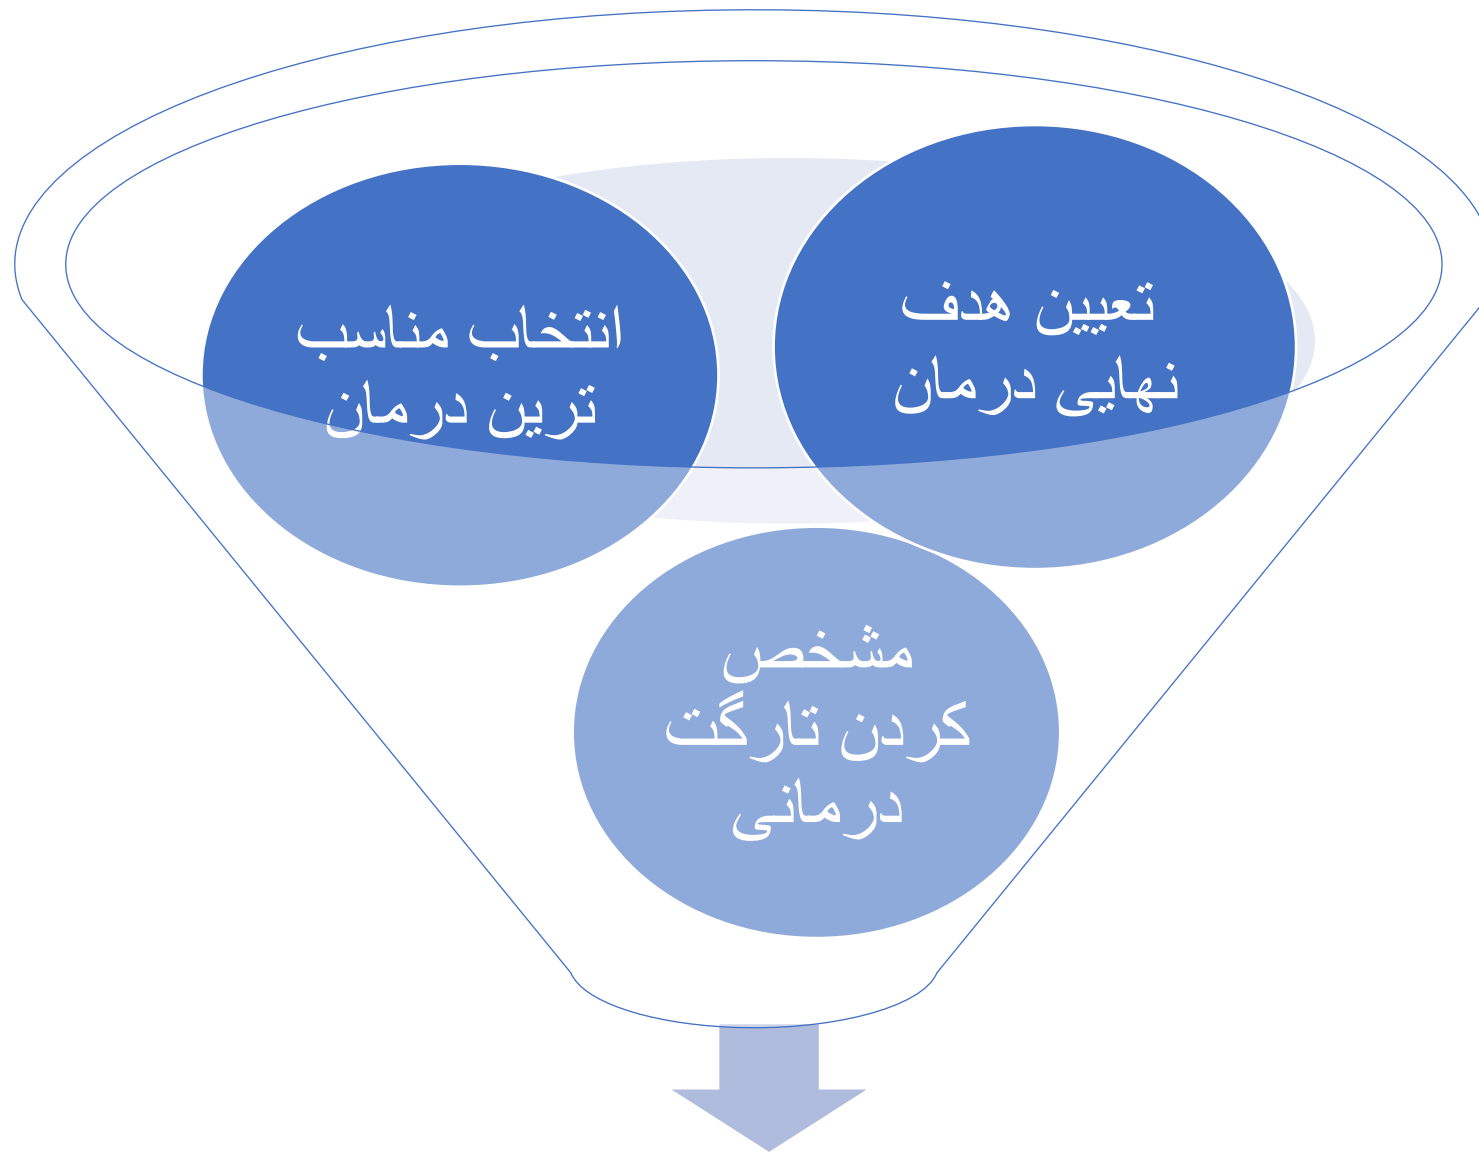 تعیین هدف
نهایی درمان
انتخاب مناسب
ترین درمان
مشخص
کردن تارگت
درمانی